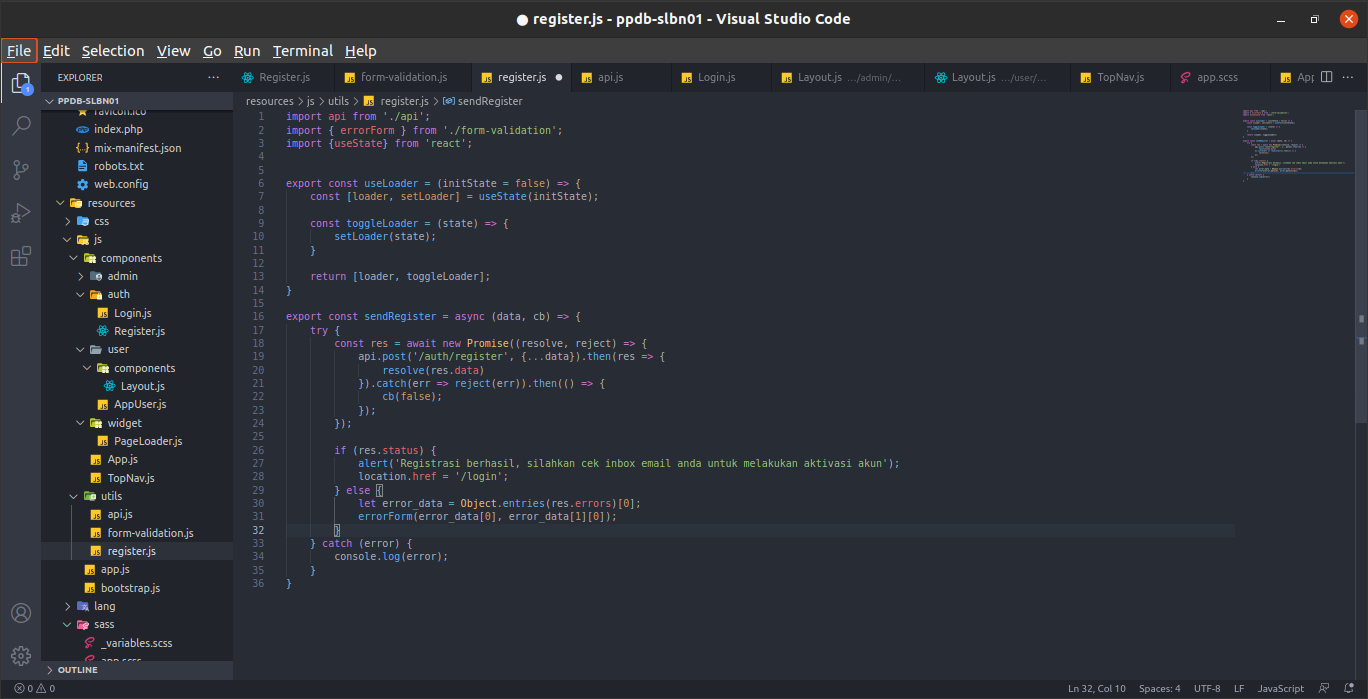 ● register.js - ppdb-slbn01 - Visual Studio Code
File Edit Selection View Go Run Terminal Help
EXPLORER
Register.js
form-validation.js
register.js ●
api.js
Login.js
Layout.js .../admin/...
Layout.js .../user/...
TopNav.js
app.scss
App
1
PPDB-SLBN01
favicon.ico
index.php
mix-manifest.json
robots.txt
web.config
resources
css
js
components
admin
auth
Login.js
Register.js
user
components
Layout.js
AppUser.js
widget
PageLoader.js
App.js
TopNav.js
utils
api.js
form-validation.js
register.js
app.js
bootstrap.js
lang
sass
_variables.scss
app.scss
OUTLINE
resources > js > utils > JS register.js > sendRegister
1 import api from './api';
2 import { errorForm } from './form-validation';
3 import {useState} from 'react';
4
5
6 export const useLoader = (initState = false) => {
7 const [loader, setLoader] = useState(initState);
8
9 const toggleLoader = (state) => {
10 setLoader(state);
11 }
12
13 return [loader, toggleLoader];
14 }
15
16 export const sendRegister = async (data, cb) => {
17 try {
18 const res = await new Promise((resolve, reject) => {
19 api.post('/auth/register', {...data}).then(res => {
20 resolve(res.data)
21 }).catch(err => reject(err)).then(() => {
22 cb(false);
23 });
24 });
25
26 if (res.status) {
27 alert('Registrasi berhasil, silahkan cek inbox email anda untuk melakukan aktivasi akun');
28 location.href = '/login';
29 } else {
30 let error_data = Object.entries(res.errors)[0];
31 errorForm(error_data[0], error_data[1][0]);
32 }
33 } catch (error) {
34 console.log(error);
35 }
36 }
0 0
Ln 32, Col 10 Spaces: 4 UTF-8 LF JavaScript